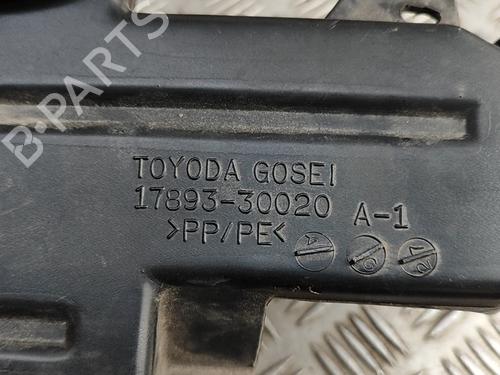 B-PARTS
TOYODA GOSEI
17893-30020 A-1
>PP/PE<